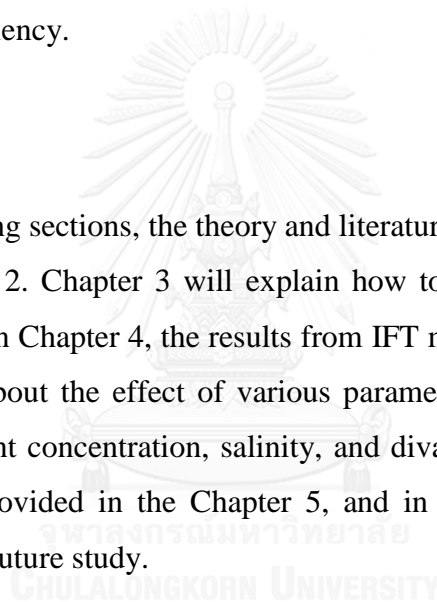 iency.
ng sections, the theory and literatur
2. Chapter 3 will explain how to
n Chapter 4, the results from IFT m
bout the effect of various parame
nt concentration, salinity, and diva
ovided in the Chapter 5, and in
uture study.
จุฬาลงกรณ์มหาวิทยาลัย
CHULALONGKORN UNIVERSITY